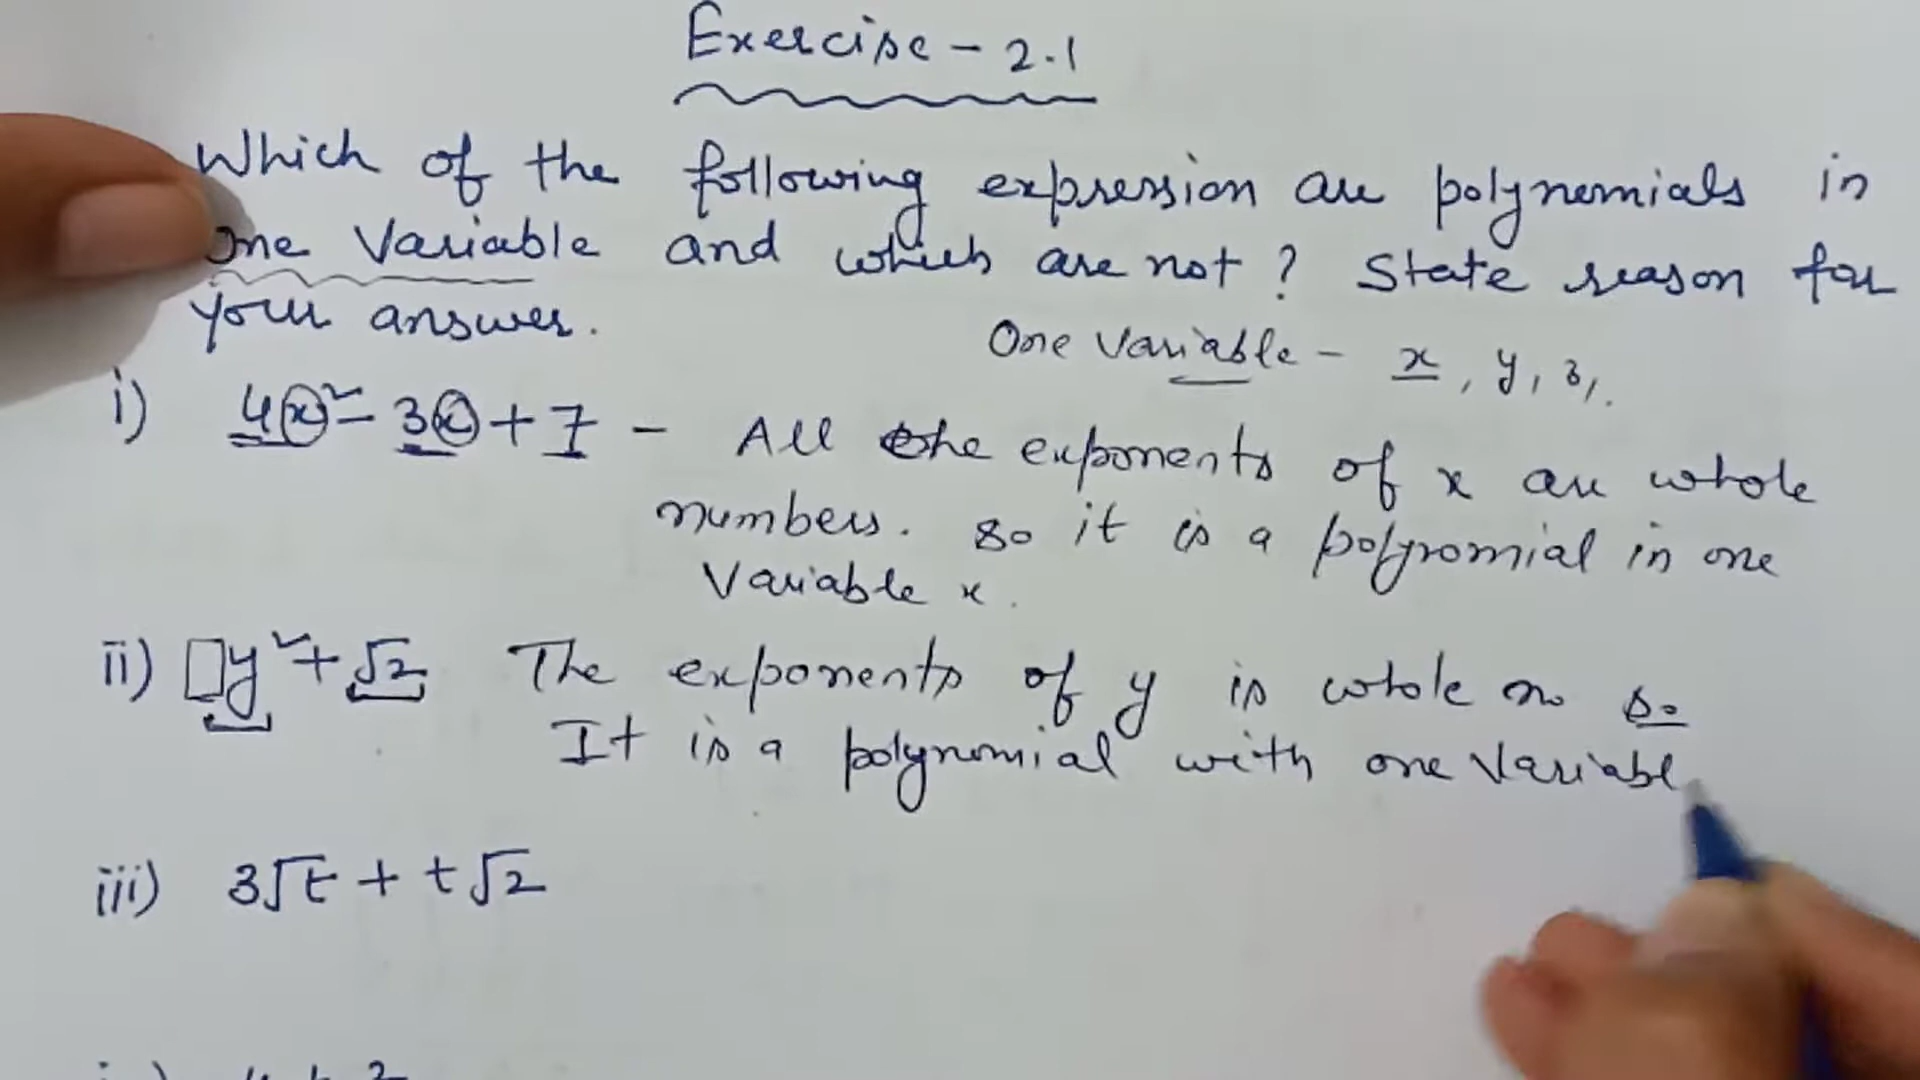 Exercise - 2.1
Which of the following expression are polynemials in
One Variable and which are not ? State reason for
your answer.
One Variable - x, y, z,.
i) 4x² - 3x + 7 - All the exponents of x are whole
numbers. so it is a polynomial in one
Variable x.
ii) □y² + √2 The exponents of y is whole no so
It is a polynomial with one Variabl
iii) 3√t + t√2